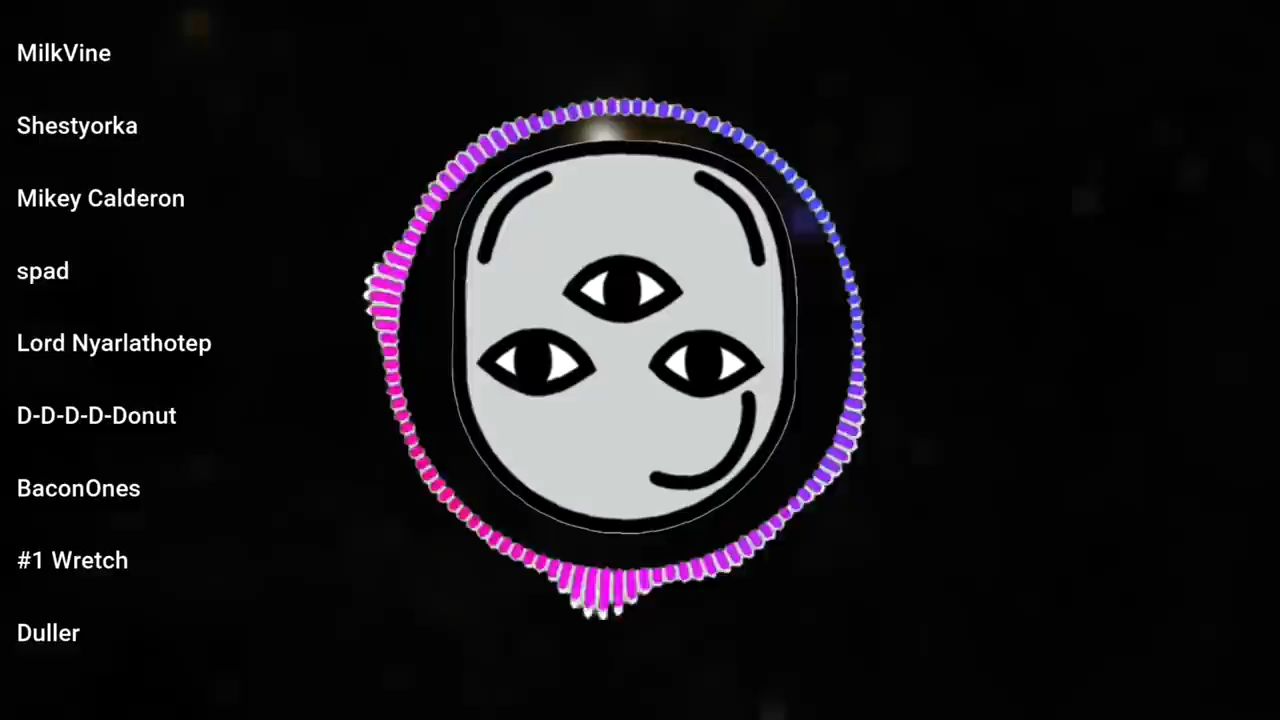 MilkVine
Shestyorka
Mikey Calderon
spad
Lord Nyarlathotep
D-D-D-D-Donut
BaconOnes
#1 Wretch
Duller